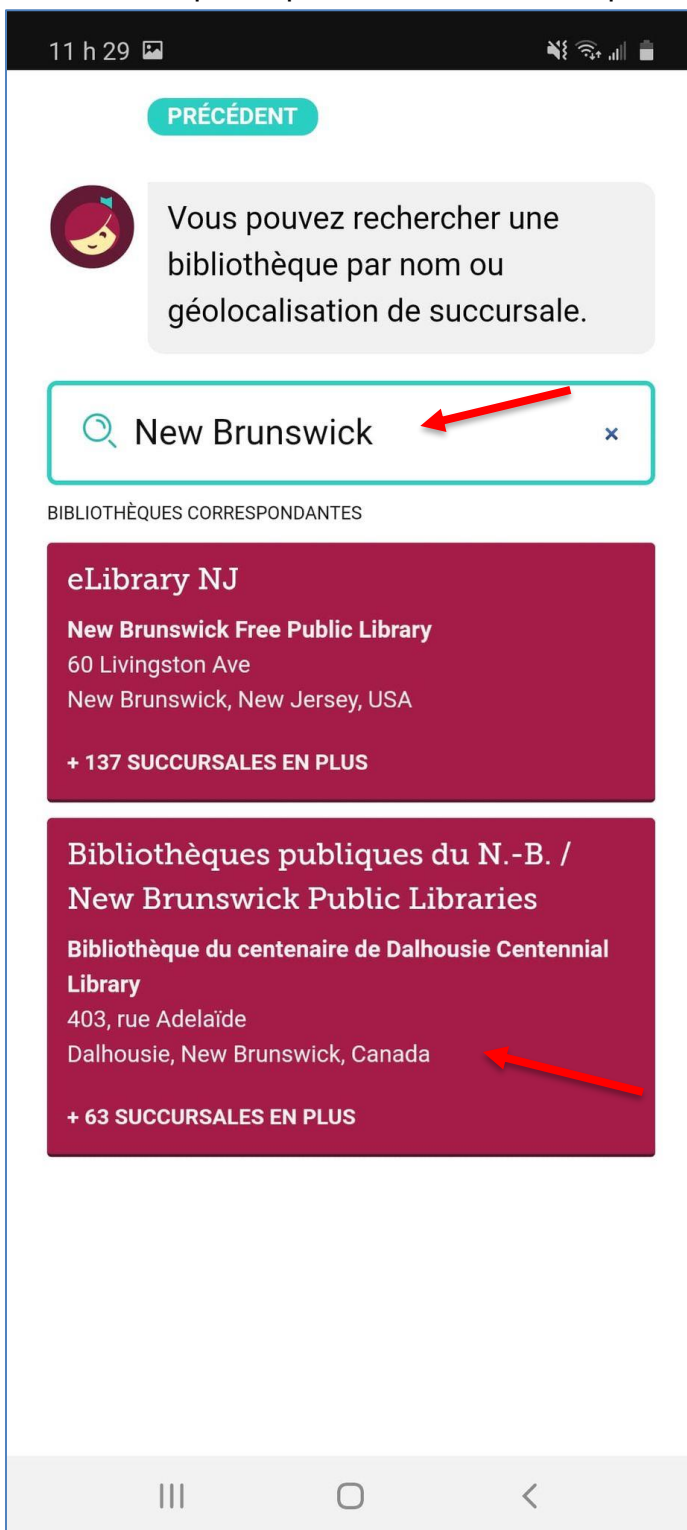 11 h 29
PRÉCÉDENT
Vous pouvez rechercher une
bibliothèque par nom ou
géolocalisation de succursale.
New Brunswick
×
BIBLIOTHÈQUES CORRESPONDANTES
eLibrary NJ
New Brunswick Free Public Library
60 Livingston Ave
New Brunswick, New Jersey, USA
+ 137 SUCCURSALES EN PLUS
Bibliothèques publiques du N.-B. /
New Brunswick Public Libraries
Bibliothèque du centenaire de Dalhousie Centennial
Library
403, rue Adelaïde
Dalhousie, New Brunswick, Canada
+ 63 SUCCURSALES EN PLUS